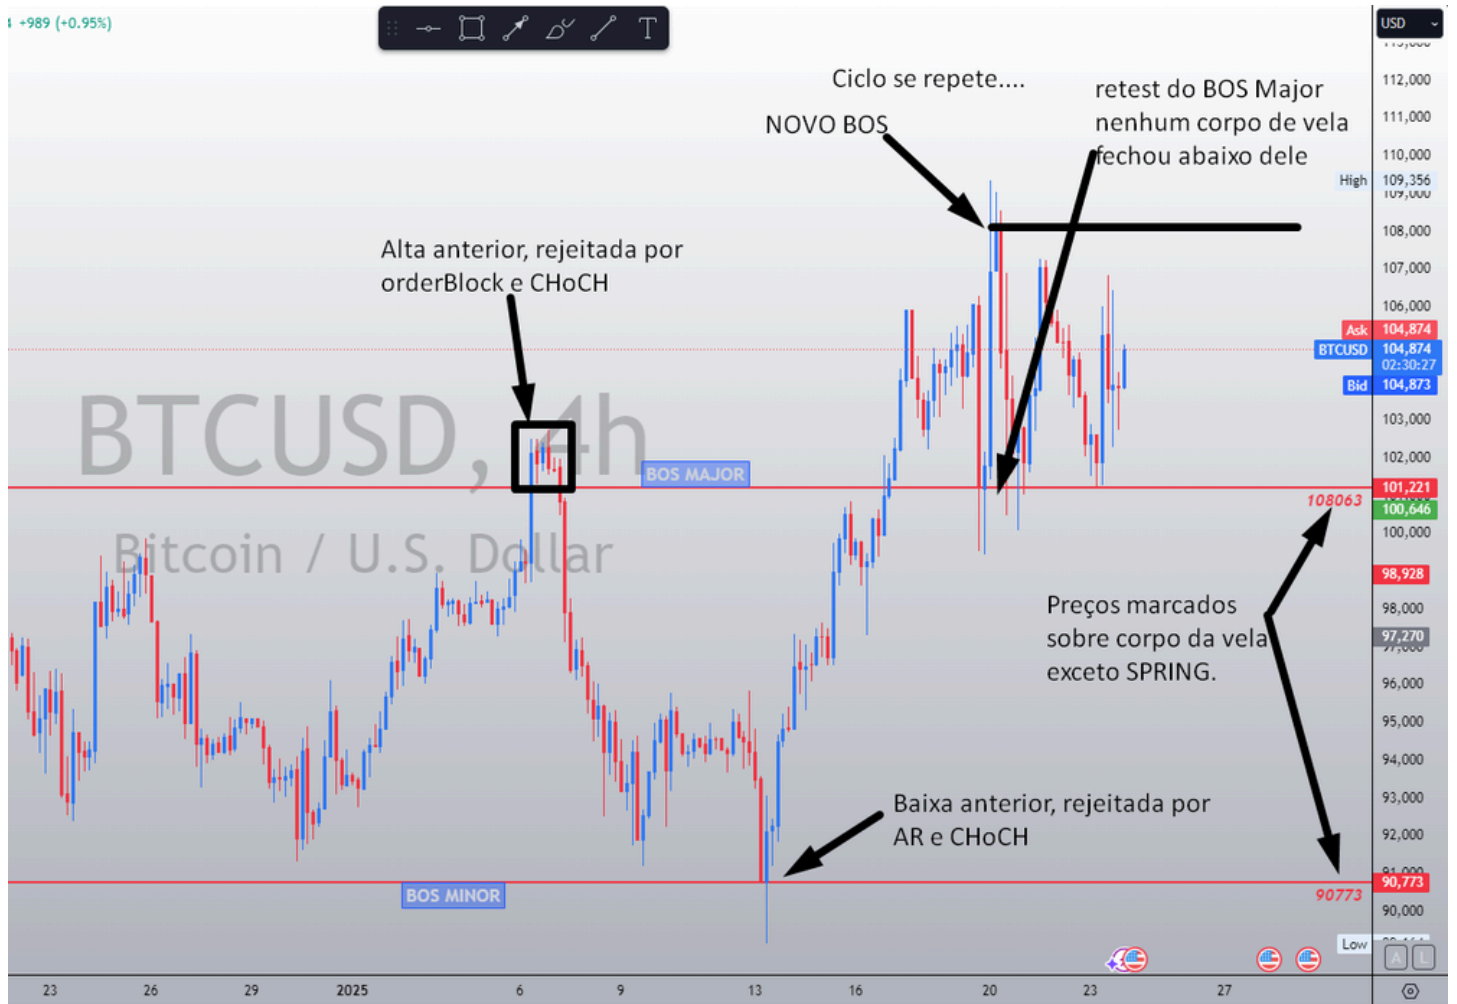 +989 (+0.95%)
T
USD
112,000
111,000
110,000
High 109,356
109,000
108,000
107,000
106,000
Ask 104,874
BTCUSD 104,874
02:30:27
Bid 104,873
103,000
102,000
101,221
100,646
100,000
98,928
98,000
97,270
97,000
96,000
95,000
94,000
93,000
92,000
91,000
90,773
90,000
Low
A L
Ciclo se repete....
NOVO BOS
retest do BOS Major
nenhum corpo de vela
fechou abaixo dele
Alta anterior, rejeitada por
orderBlock e CHoCH
BTCUSD, 4h
Bitcoin / U.S. Dollar
BOS MAJOR
108063
Preços marcados
sobre corpo da vela
exceto SPRING.
Baixa anterior, rejeitada por
AR e CHoCH
BOS MINOR
90773
23 26 29 2025 6 9 13 16 20 23 27